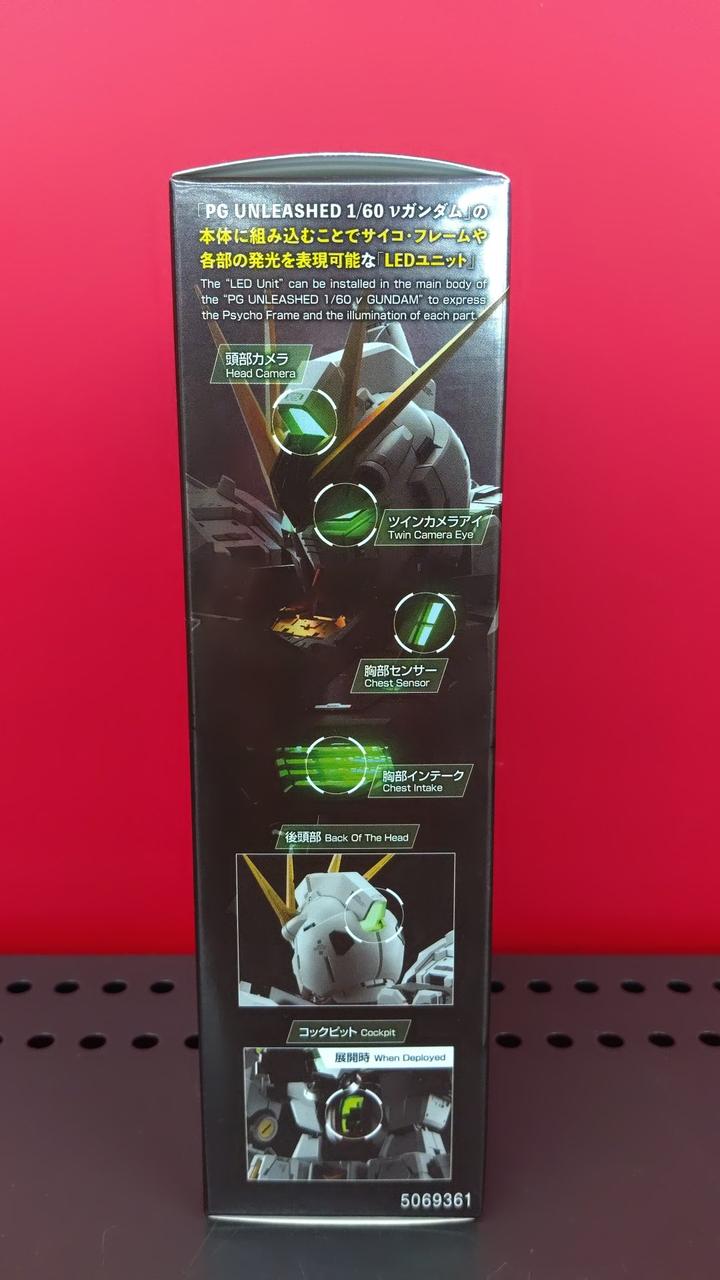 「PG UNLEASHED 1/60 νガンダム」の
本体に組み込むことでサイコ・フレームや
各部の発光を表現可能な「LEDユニット」
The “LED Unit” can be installed in the main body of
the “PG UNLEASHED 1/60 ν GUNDAM” to express
the Psycho Frame and the illumination of each part.
頭部カメラ
Head Camera
ツインカメラアイ
Twin Camera Eye
胸部センサー
Chest Sensor
胸部インテーク
Chest Intake
後頭部 Back Of The Head
コックピット Cockpit
展開時 When Deployed
5069361